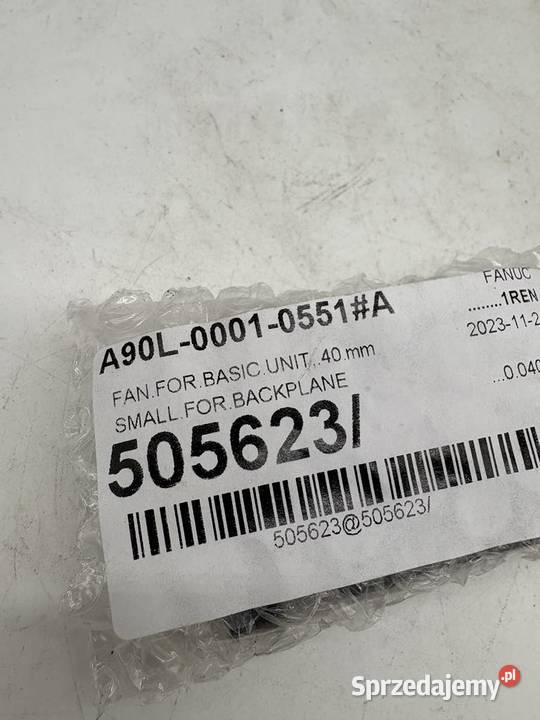 FANUC
A90L-0001-0551#A
........1REN
FAN.FOR.BASIC.UNIT,.40.mm
2023-11-2
SMALL.FOR.BACKPLANE
...0.040
505623/
505623@505623/
Sprzedajemy.pl